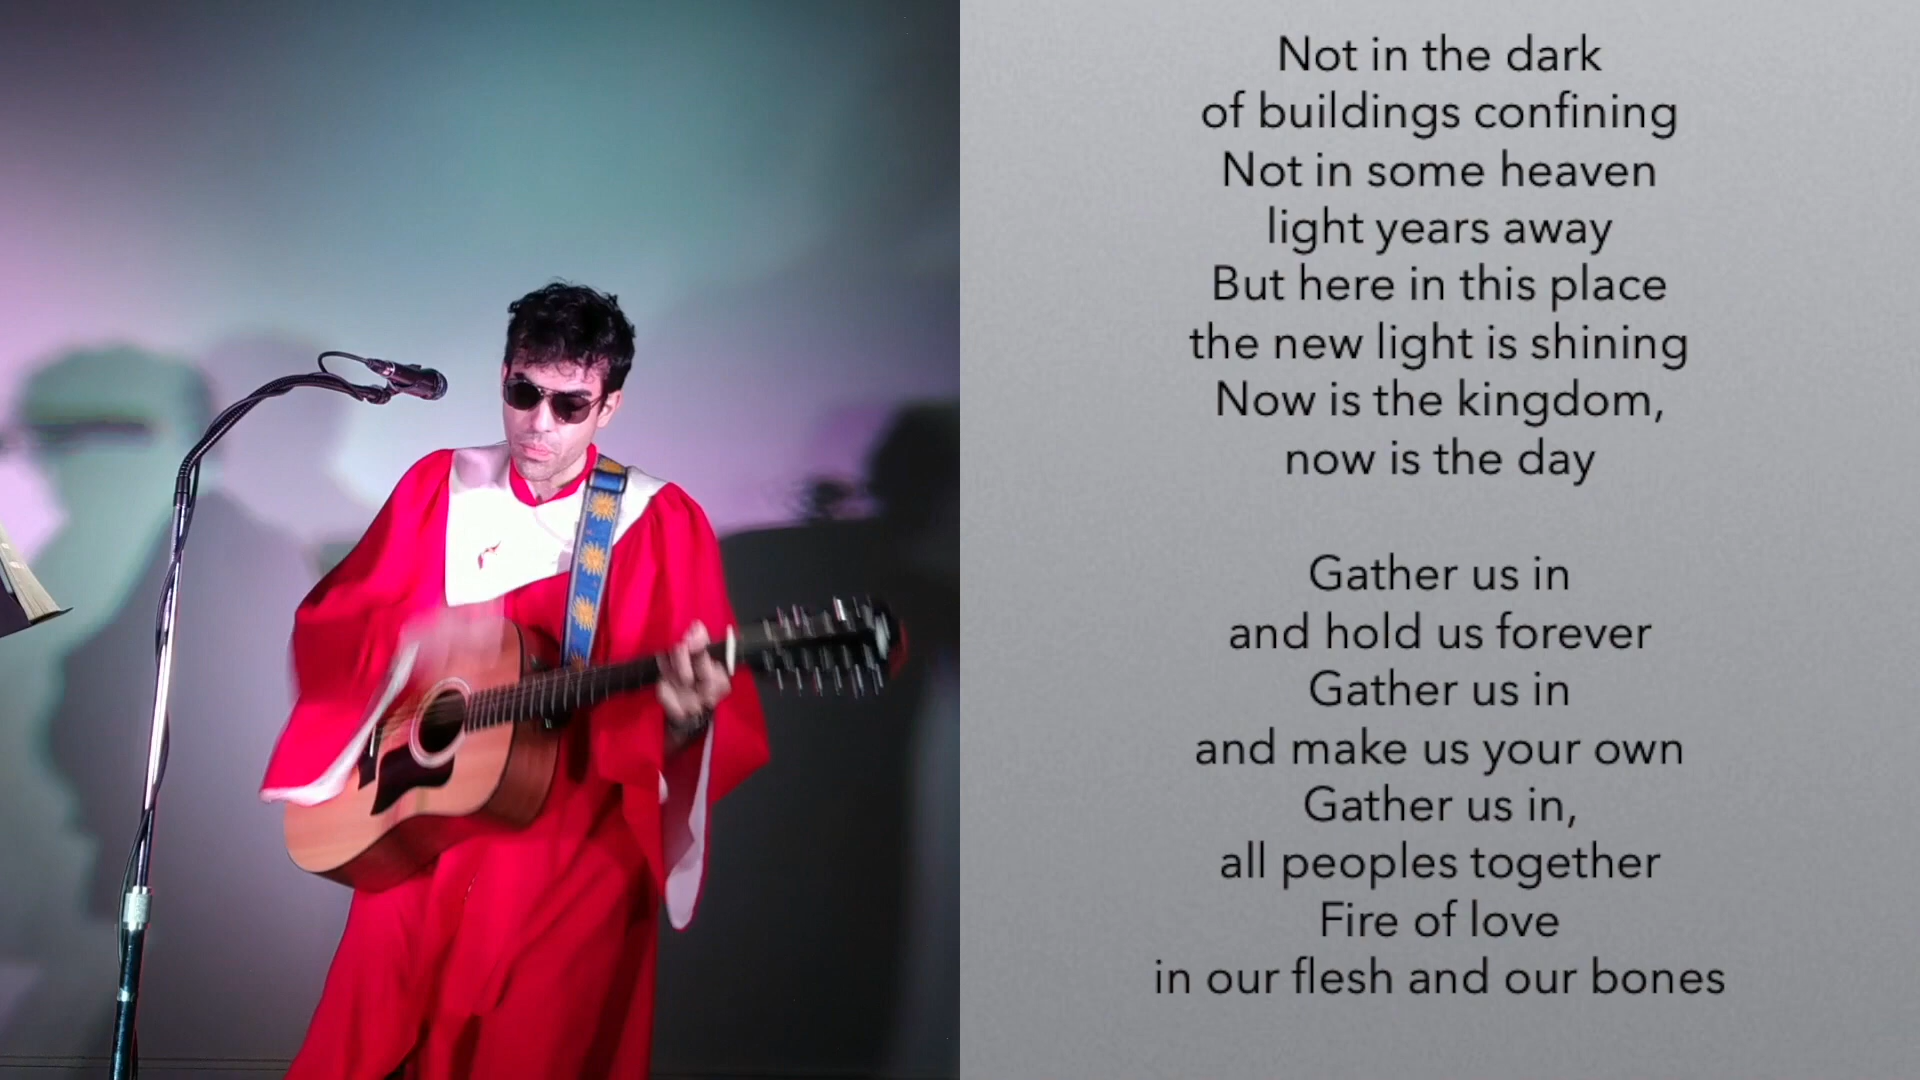 Not in the dark
of buildings confining
Not in some heaven
light years away
But here in this place
the new light is shining
Now is the kingdom,
now is the day
Gather us in
and hold us forever
Gather us in
and make us your own
Gather us in,
all peoples together
Fire of love
in our flesh and our bones